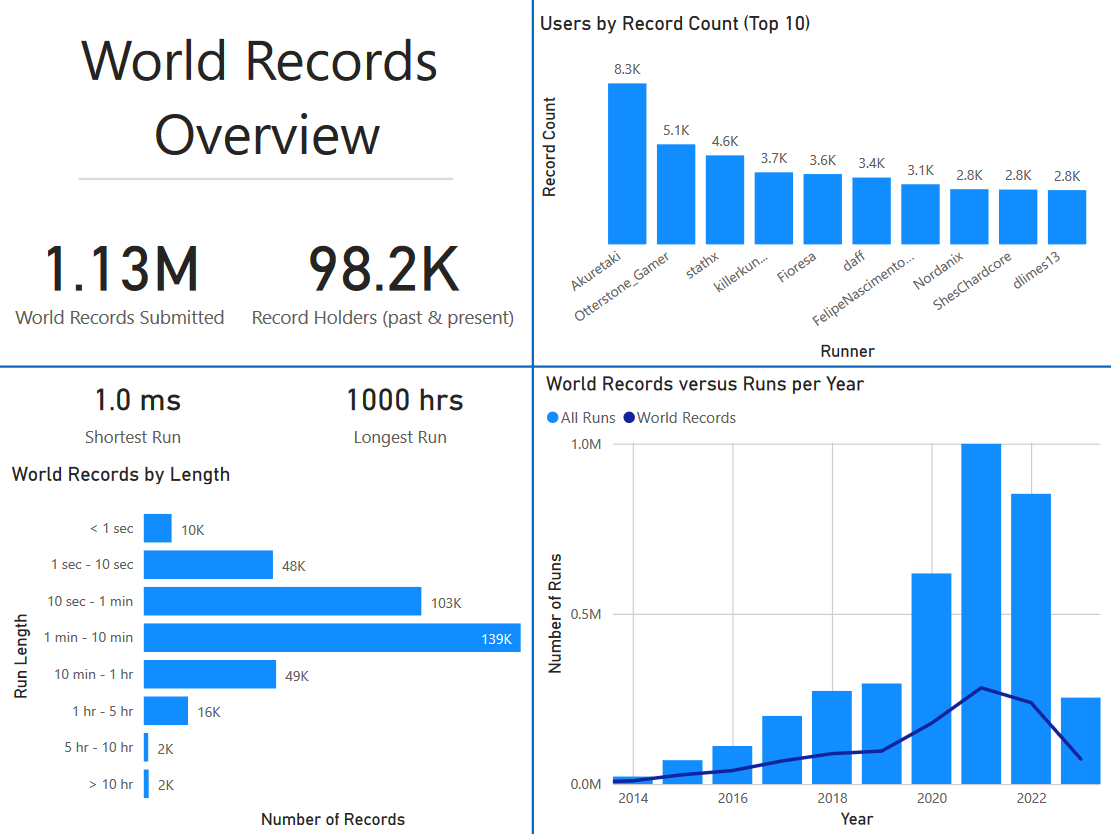 World Records
Overview
1.13M
World Records Submitted
98.2K
Record Holders (past & present)
Users by Record Count (Top 10)
Record Count
8.3K
5.1K
4.6K
3.7K
3.6K
3.4K
3.1K
2.8K
2.8K
2.8K
Akuretaki
Otterstone_Gamer
stathx
killerkun...
Fioresa
daff
FelipeNascimento...
Nordanix
ShesChardcore
dlimes13
Runner
1.0 ms
Shortest Run
1000 hrs
Longest Run
World Records by Length
Run Length
< 1 sec 10K
1 sec - 10 sec 48K
10 sec - 1 min 103K
1 min - 10 min 139K
10 min - 1 hr 49K
1 hr - 5 hr 16K
5 hr - 10 hr 2K
> 10 hr 2K
Number of Records
World Records versus Runs per Year
All Runs World Records
Number of Runs
1.0M
0.5M
0.0M
2014 2016 2018 2020 2022
Year